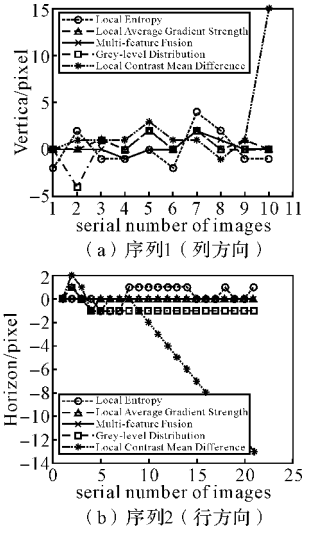 15
10
5
0
-5
Vertica/pixel
Local Entropy
Local Average Gradient Strength
Multi-feature Fusion
Grey-level Distribution
Local Contrast Mean Difference
1 2 3 4 5 6 7 8 9 10 11
serial number of images
(a) 序列1(列方向)
2
0
-2
-4
-6
-8
-10
-12
-14
Horizon/pixel
Local Entropy
Local Average Gradient Strength
Multi-feature Fusion
Grey-level Distribution
Local Contrast Mean Difference
0 5 10 15 20 25
serial number of images
(b) 序列2(行方向)